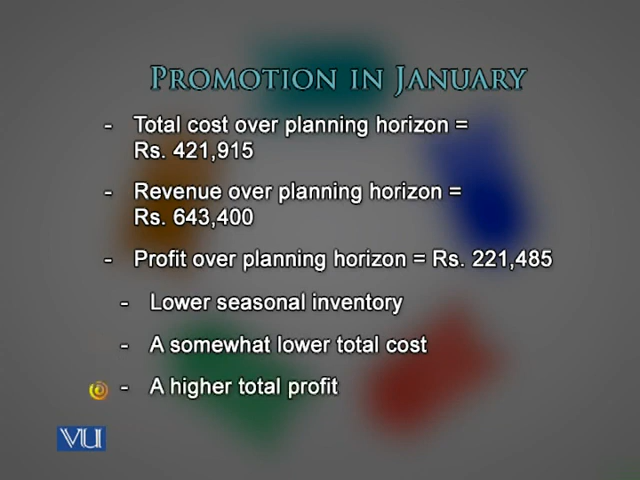 PROMOTION IN JANUARY
- Total cost over planning horizon =
Rs. 421,915
- Revenue over planning horizon =
Rs. 643,400
- Profit over planning horizon = Rs. 221,485
- Lower seasonal inventory
- A somewhat lower total cost
- A higher total profit
VU